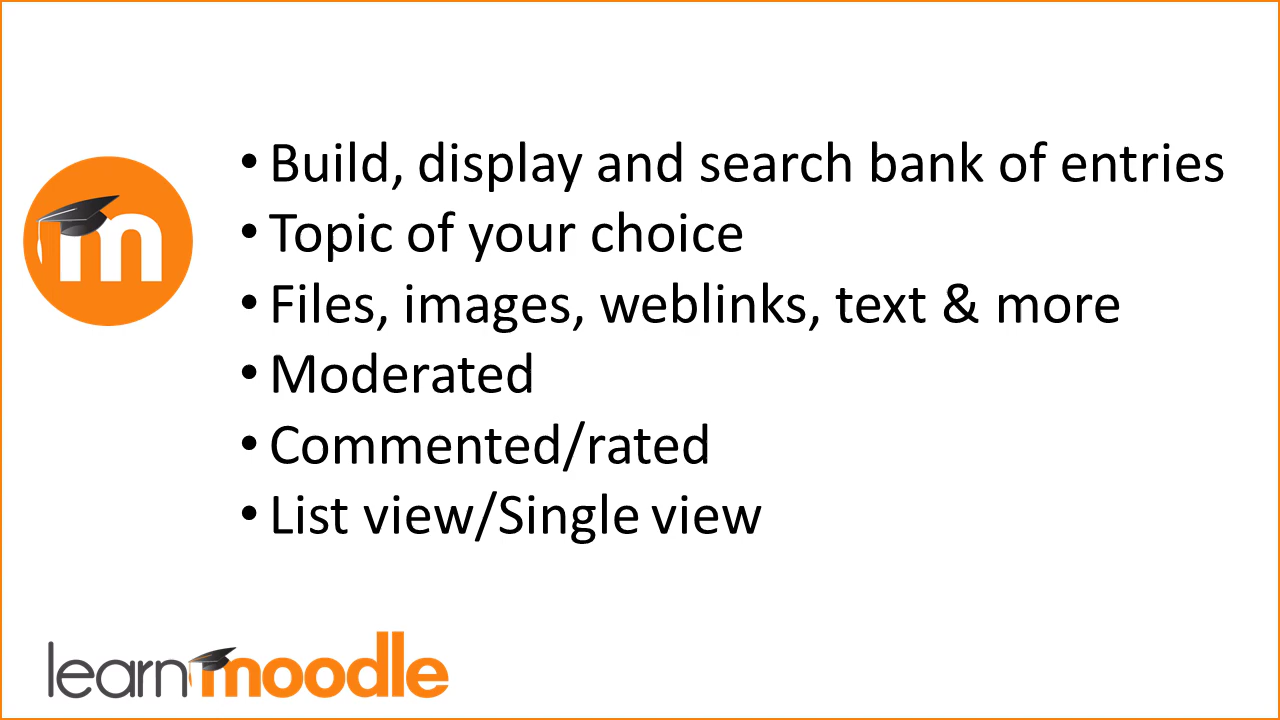 • Build, display and search bank of entries
• Topic of your choice
• Files, images, weblinks, text & more
• Moderated
• Commented/rated
• List view/Single view
m
learnmoodle